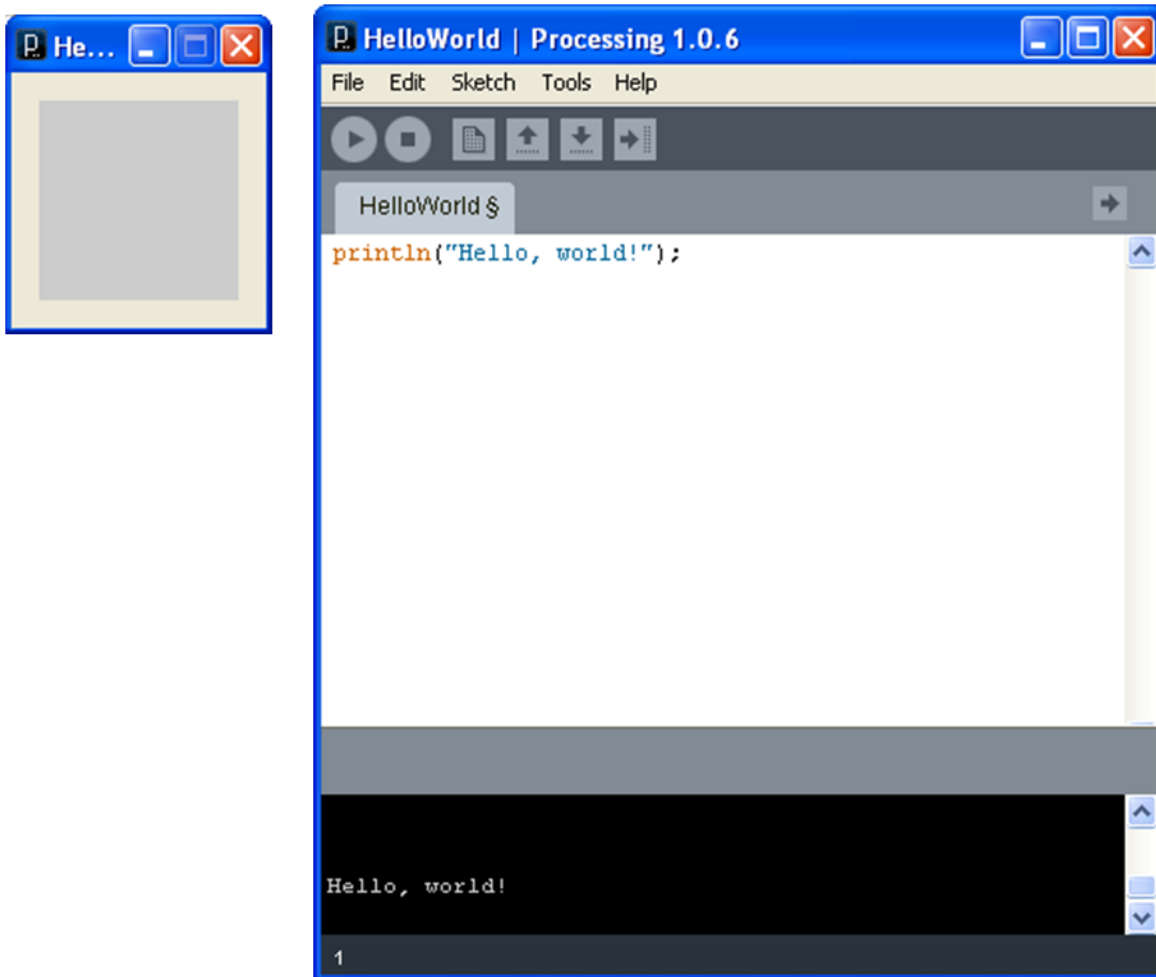 He...
HelloWorld | Processing 1.0.6
File Edit Sketch Tools Help
HelloWorld §
println("Hello, world!");
Hello, world!
1